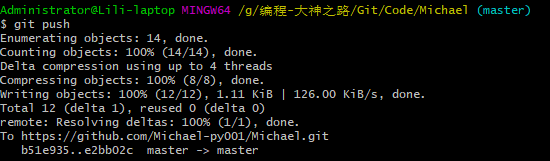 Administrator@Lili-laptop MINGW64 /g/编程-大神之路/Git/Code/Michael (master)
$ git push
Enumerating objects: 14, done.
Counting objects: 100% (14/14), done.
Delta compression using up to 4 threads
Compressing objects: 100% (8/8), done.
Writing objects: 100% (12/12), 1.11 KiB | 126.00 KiB/s, done.
Total 12 (delta 1), reused 0 (delta 0)
remote: Resolving deltas: 100% (1/1), done.
To https://github.com/Michael-py001/Michael.git
   b51e935..e2bb02c  master -> master